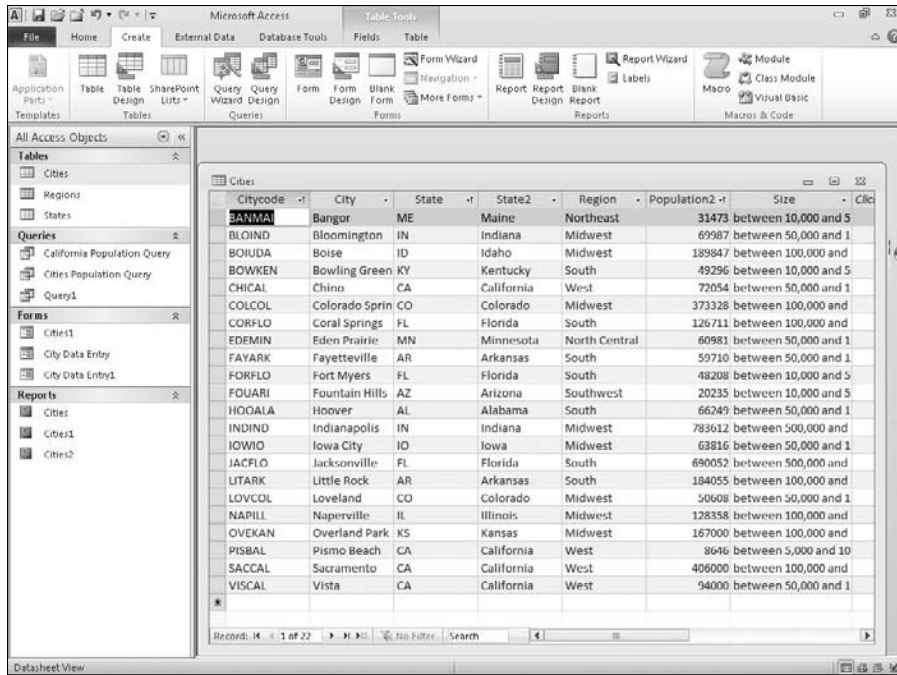 Microsoft Access
Table Tools
File Home Create External Data Database Tools Fields Table
Application Parts
Table
Table Design
SharePoint Lists
Query Wizard
Query Design
Form
Form Design
Blank Form
Form Wizard
Navigation
More Forms
Report
Report Design
Blank Report
Report Wizard
Labels
Macro
Module
Class Module
Visual Basic
Templates Tables Queries Forms Reports Macros & Code
All Access Objects
Tables
Cities
Regions
States
Queries
California Population Query
Cities Population Query
Query1
Forms
Cities1
City Data Entry
City Data Entry1
Reports
Cities
Cities1
Cities2
Cities
Citycode City State State2 Region Population2 Size Clic
BANMAI Bangor ME Maine Northeast 31473 between 10,000 and 5
BLOIND Bloomington IN Indiana Midwest 69987 between 50,000 and 1
BOIUDA Boise ID Idaho Midwest 189847 between 100,000 and
BOWKEN Bowling Green KY Kentucky South 49296 between 10,000 and 5
CHICAL Chino CA California West 72054 between 50,000 and 1
COLCOL Colorado Sprin CO Colorado Midwest 373328 between 100,000 and
CORFLO Coral Springs FL Florida South 126711 between 100,000 and
EDEMIN Eden Prairie MN Minnesota North Central 60981 between 50,000 and 1
FAYARK Fayetteville AR Arkansas South 59710 between 50,000 and 1
FORFLO Fort Myers FL Florida South 48208 between 10,000 and 5
FOUARI Fountain Hills AZ Arizona Southwest 20235 between 10,000 and 5
HOOALA Hoover AL Alabama South 66249 between 50,000 and 1
INDIND Indianapolis IN Indiana Midwest 783612 between 500,000 and
IOWIO Iowa City IO Iowa Midwest 63816 between 50,000 and 1
JACFLO Jacksonville FL Florida South 690052 between 500,000 and
LITARK Little Rock AR Arkansas South 184055 between 100,000 and
LOVCOL Loveland CO Colorado Midwest 50608 between 50,000 and 1
NAPILL Naperville IL Illinois Midwest 128358 between 100,000 and
OVEKAN Overland Park KS Kansas Midwest 167000 between 100,000 and
PISBAL Pismo Beach CA California West 8646 between 5,000 and 10
SACCAL Sacramento CA California West 406000 between 100,000 and
VISCAL Vista CA California West 94000 between 50,000 and 1
Record: 1 of 22 No Filter Search
Datasheet View